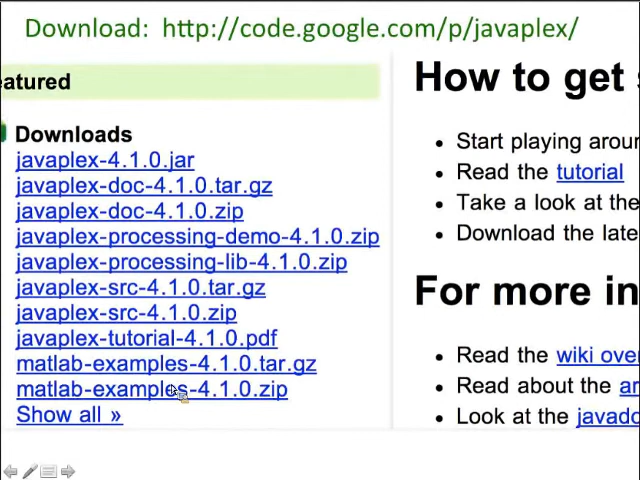 Download: http://code.google.com/p/javaplex/
eatured
Downloads
javaplex-4.1.0.jar
javaplex-doc-4.1.0.tar.gz
javaplex-doc-4.1.0.zip
javaplex-processing-demo-4.1.0.zip
javaplex-processing-lib-4.1.0.zip
javaplex-src-4.1.0.tar.gz
javaplex-src-4.1.0.zip
javaplex-tutorial-4.1.0.pdf
matlab-examples-4.1.0.tar.gz
matlab-examples-4.1.0.zip
Show all »
How to get s
• Start playing aroun
• Read the tutorial
• Take a look at the
• Download the late
For more in
• Read the wiki over
• Read about the ar
• Look at the javado